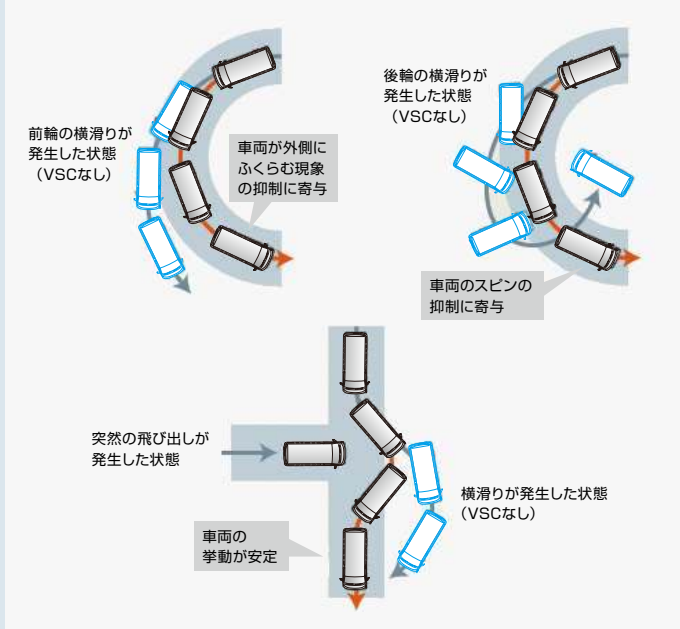 前輪の横滑りが
発生した状態
（VSCなし）
車両が外側に
ふくらむ現象
の抑制に寄与
後輪の横滑りが
発生した状態
（VSCなし）
車両のスピンの
抑制に寄与
突然の飛び出しが
発生した状態
横滑りが発生した状態
（VSCなし）
車両の
挙動が安定